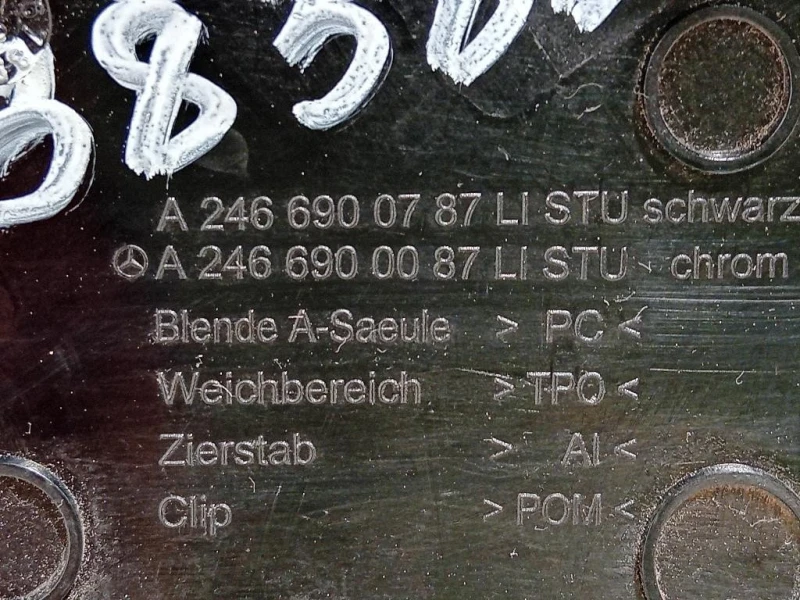 A 246 690 07 87 LI STU schwarz
A 246 690 00 87 LI STU chrom
Blende A-Saeule > PC <
Weichbereich > TPO <
Zierstab > Al <
Clip > POM <